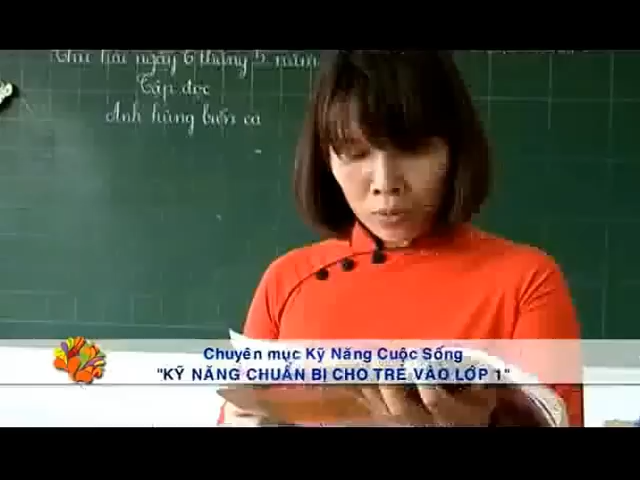 Thứ hai ngày 6 tháng 5 năm
Tập đọc
Anh hùng biển cả
Chuyên mục Kỹ Năng Cuộc Sống
"KỸ NĂNG CHUẨN BỊ CHO TRẺ VÀO LỚP 1"